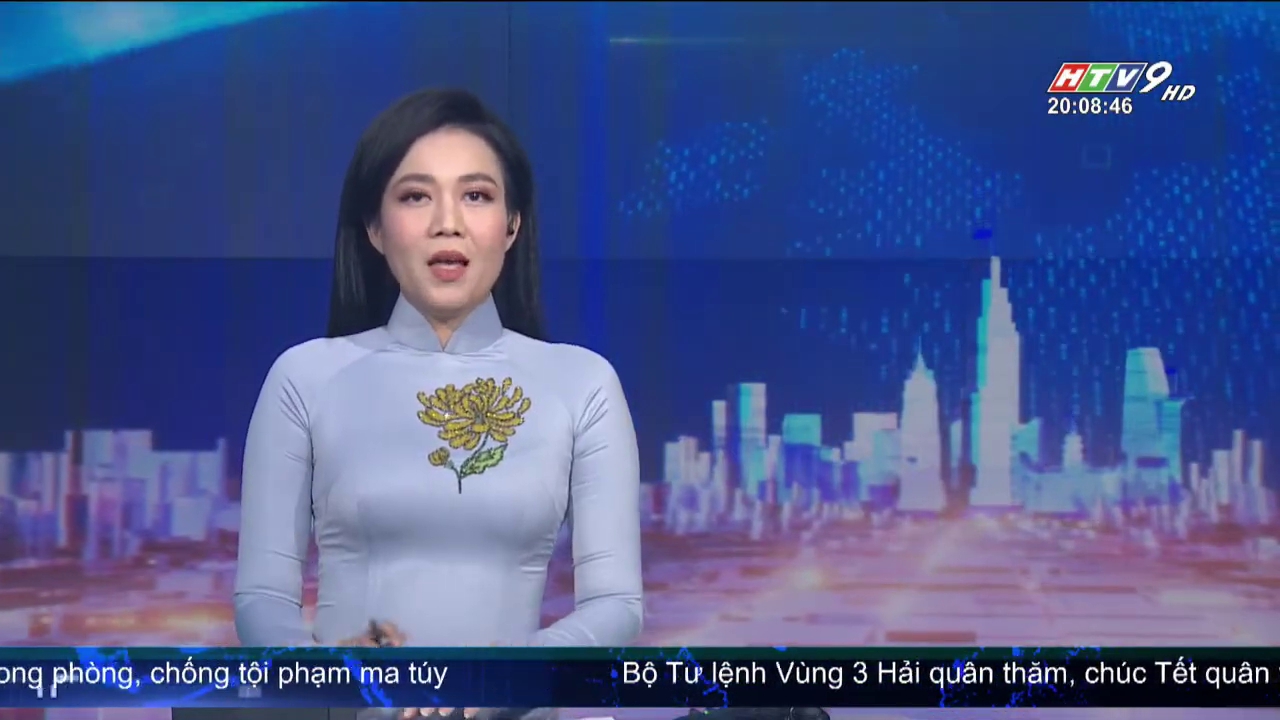 HTV9 HD
20:08:46
ong phòng, chống tội phạm ma túy
Bộ Tư lệnh Vùng 3 Hải quân thăm, chúc Tết quân